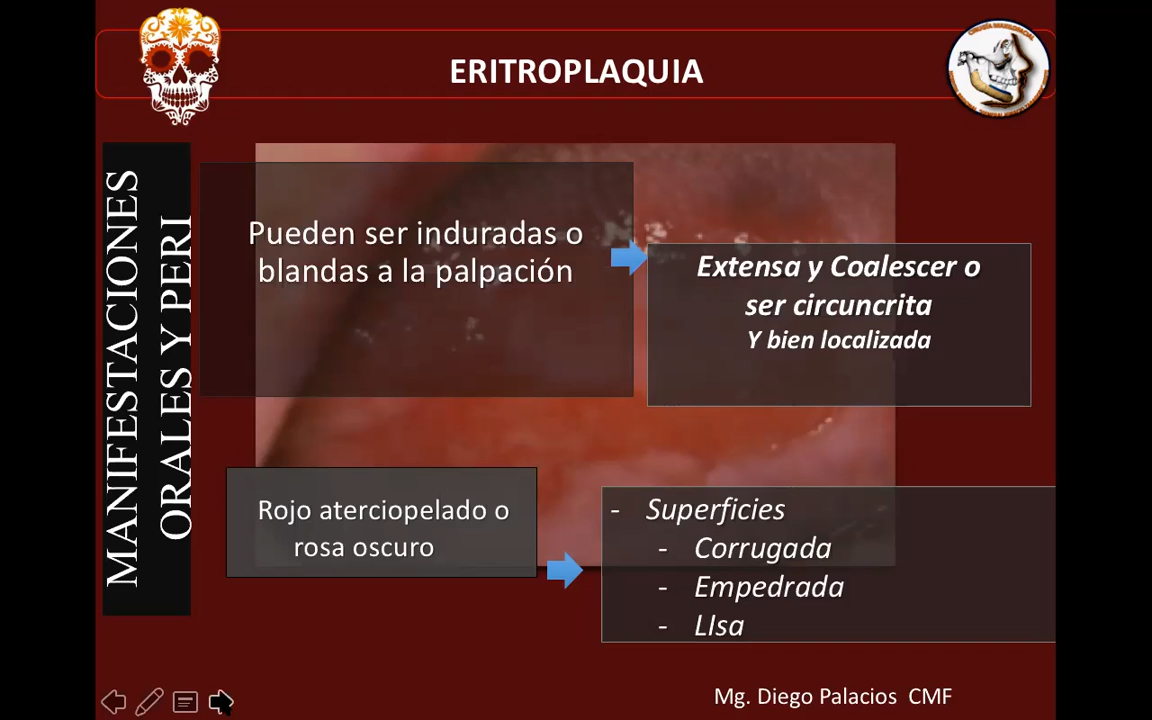 ERITROPLAQUIA
MANIFESTACIONES
ORALES Y PERI
Pueden ser induradas o
blandas a la palpación
Extensa y Coalescer o
ser circuncrita
Y bien localizada
Rojo aterciopelado o
rosa oscuro
- Superficies
- Corrugada
- Empedrada
- LIsa
Mg. Diego Palacios CMF